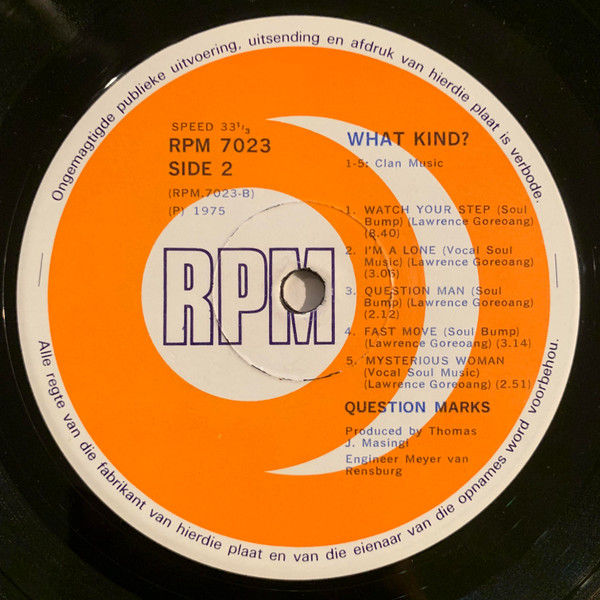 Ongemagtigde publieke uitvoering, uitsending en afdruk van hierdie plaat is verbode.
SPEED 33⅓
RPM 7023
SIDE 2
(RPM.7023-B)
(P) 1975
WHAT KIND?
1-5: Clan Music
RPM
1. WATCH YOUR STEP (Soul
Bump) (Lawrence Goreoang)
(8.40)
2. I'M A LONE (Vocal Soul
Music) (Lawrence Goreoang)
(3.05)
3. QUESTION MAN (Soul
Bump) (Lawrence Goreoang)
(2.12)
4. FAST MOVE (Soul Bump)
(Lawrence Goreoang) (3.14)
5. MYSTERIOUS WOMAN
(Vocal Soul Music)
(Lawrence Goreoang) (2.51)
QUESTION MARKS
Produced by Thomas
J. Masingi
Engineer Meyer van
Rensburg
Alle regte van die fabrikant van hierdie plaat en van die eienaar van die opnames word voorbehou.